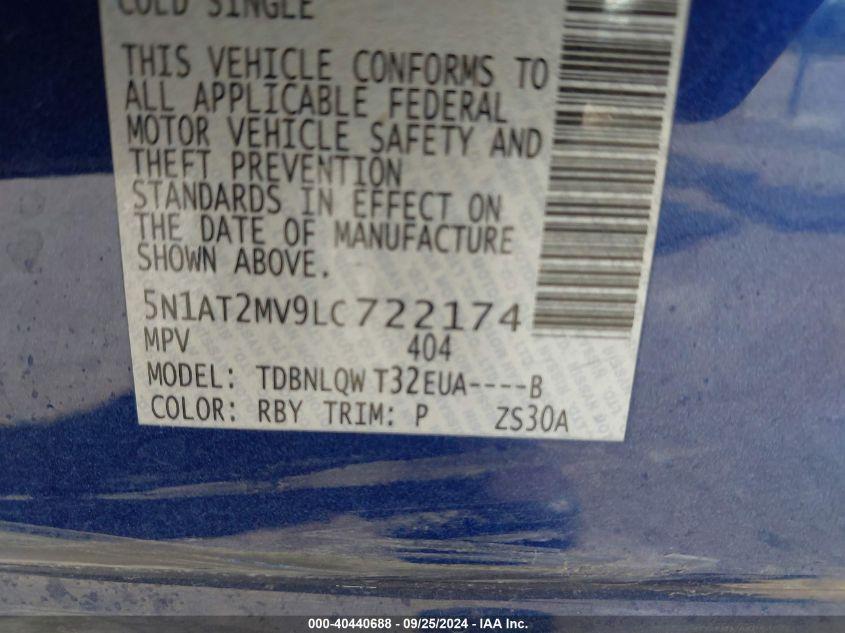 COLD SINGLE
THIS VEHICLE CONFORMS TO
ALL APPLICABLE FEDERAL
MOTOR VEHICLE SAFETY AND
THEFT PREVENTION
STANDARDS IN EFFECT ON
THE DATE OF MANUFACTURE
SHOWN ABOVE.
5N1AT2MV9LC722174
MPV 404
MODEL: TDBNLQW T32EUA----B
COLOR: RBY TRIM: P ZS30A
000-40440688 - 09/25/2024 - IAA Inc.